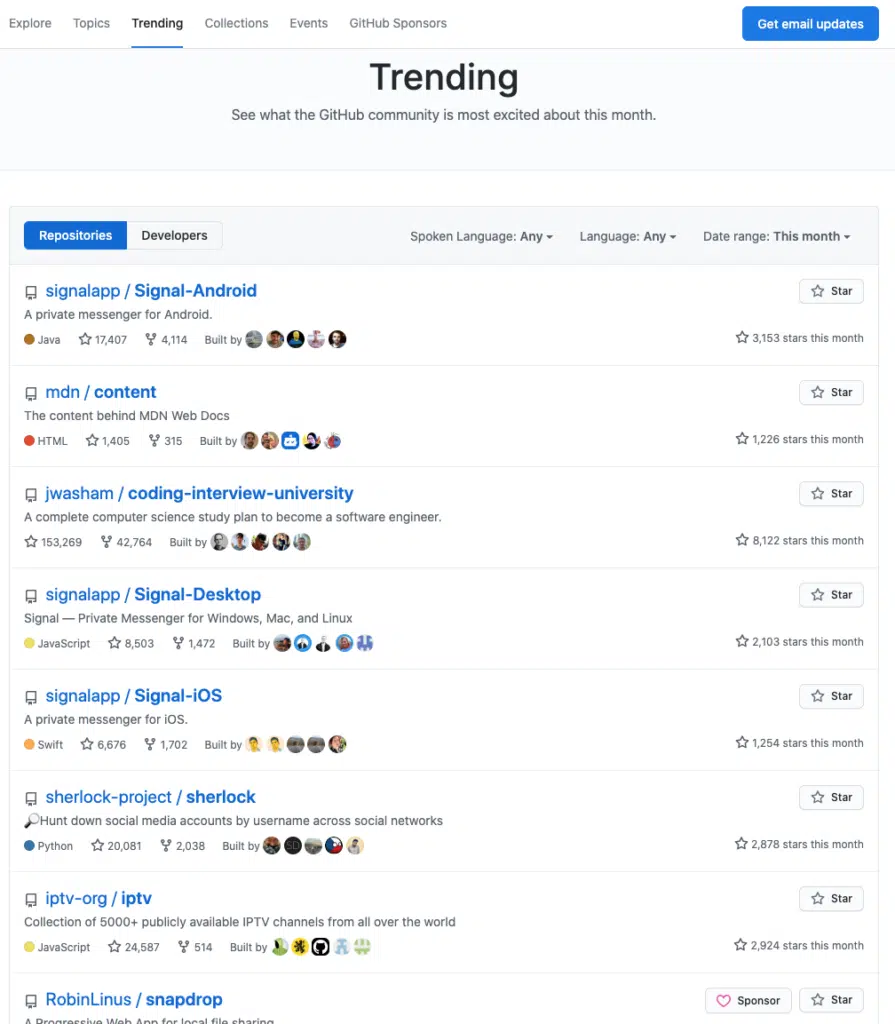 Explore Topics Trending Collections Events GitHub Sponsors Get email updates
Trending
See what the GitHub community is most excited about this month.
Repositories Developers Spoken Language: Any Language: Any Date range: This month
signalapp / Signal-Android Star
A private messenger for Android.
Java 17,407 4,114 Built by 3,153 stars this month
mdn / content Star
The content behind MDN Web Docs
HTML 1,405 315 Built by 1,226 stars this month
jwasham / coding-interview-university Star
A complete computer science study plan to become a software engineer.
153,269 42,764 Built by 8,122 stars this month
signalapp / Signal-Desktop Star
Signal — Private Messenger for Windows, Mac, and Linux
JavaScript 8,503 1,472 Built by 2,103 stars this month
signalapp / Signal-iOS Star
A private messenger for iOS.
Swift 6,676 1,702 Built by 1,254 stars this month
sherlock-project / sherlock Star
🔎Hunt down social media accounts by username across social networks
Python 20,081 2,038 Built by 2,878 stars this month
iptv-org / iptv Star
Collection of 5000+ publicly available IPTV channels from all over the world
JavaScript 24,587 514 Built by 2,924 stars this month
RobinLinus / snapdrop Sponsor Star
A Progressive Web App for local file sharing